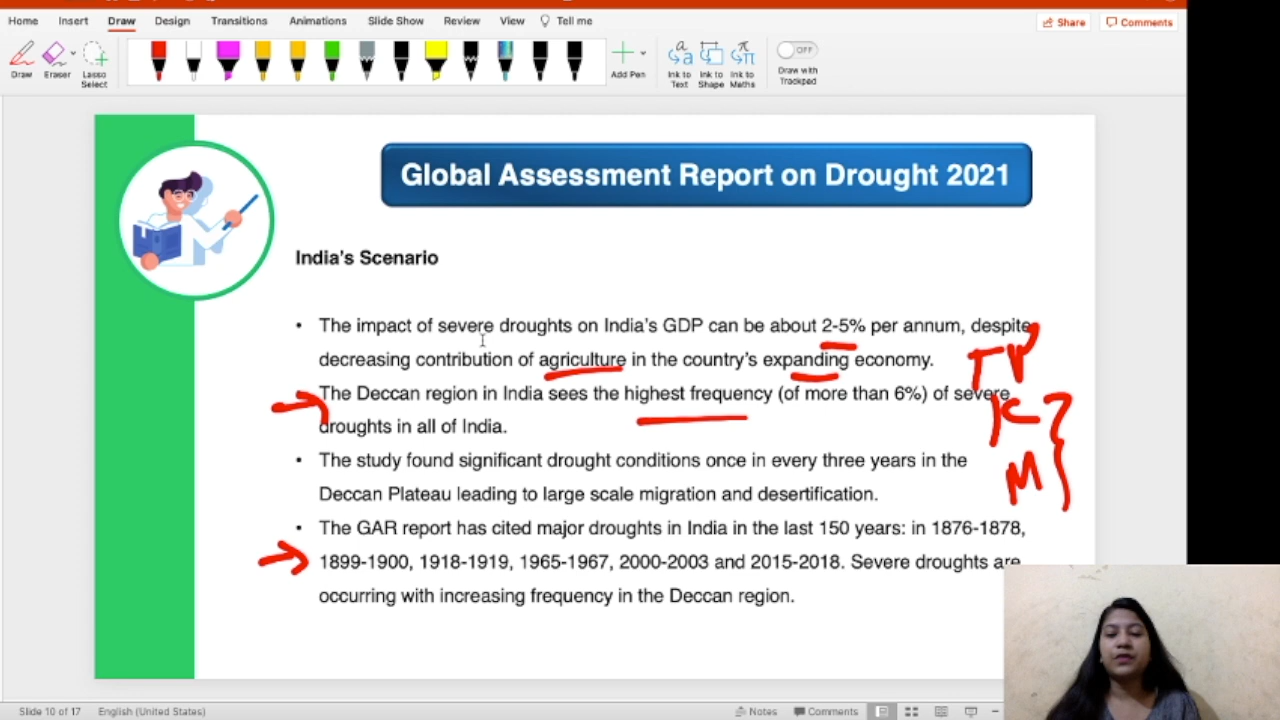 Home Insert Draw Design Transitions Animations Slide Show Review View Tell me
Share Comments
Draw Eraser Lasso Select
Add Pen Ink to Text Ink to Shape Ink to Maths
OFF
Draw with Trackpad
Global Assessment Report on Drought 2021
India's Scenario
• The impact of severe droughts on India's GDP can be about 2-5% per annum, despite
decreasing contribution of agriculture in the country's expanding economy.
The Deccan region in India sees the highest frequency (of more than 6%) of severe
droughts in all of India.
• The study found significant drought conditions once in every three years in the
Deccan Plateau leading to large scale migration and desertification.
• The GAR report has cited major droughts in India in the last 150 years: in 1876-1878,
1899-1900, 1918-1919, 1965-1967, 2000-2003 and 2015-2018. Severe droughts are
occurring with increasing frequency in the Deccan region.
K
M
Slide 10 of 17 English (United States)
Notes Comments